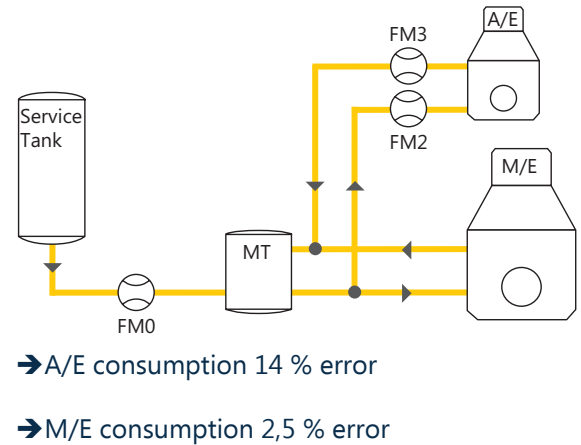 A/E
FM3
Service
Tank
FM2
M/E
MT
FM0
➔A/E consumption 14 % error
➔M/E consumption 2,5 % error